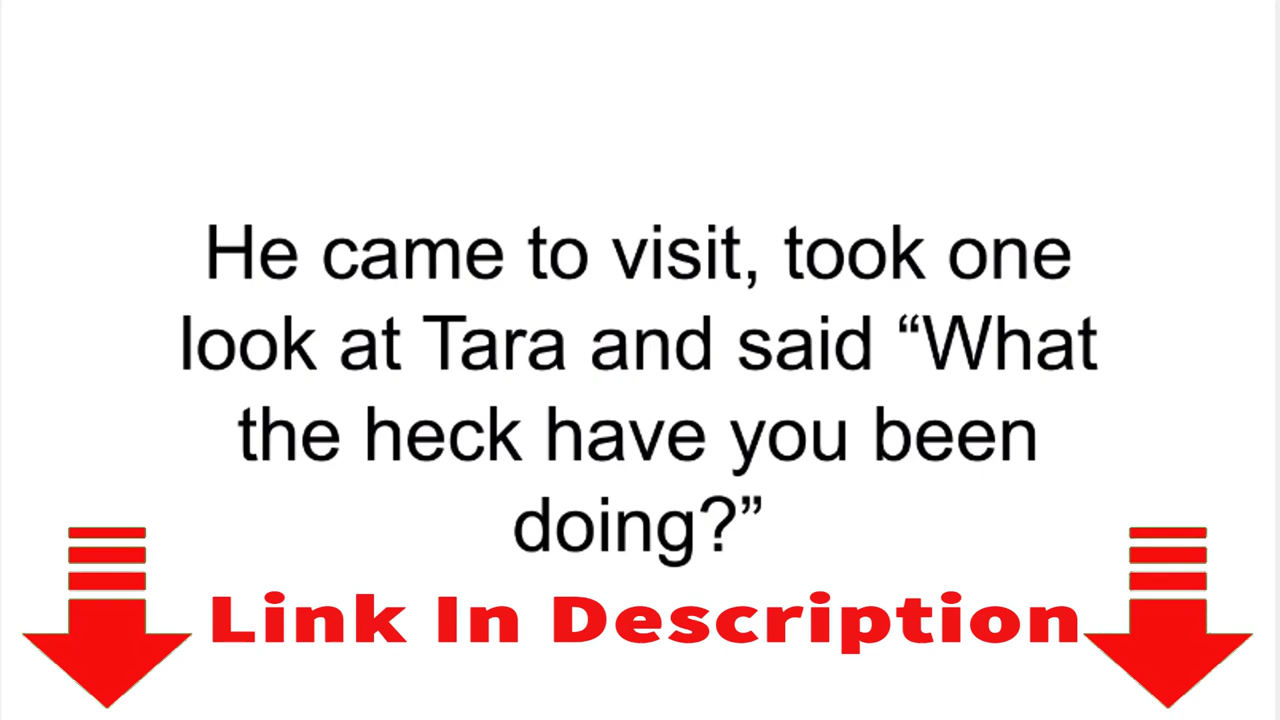 He came to visit, took one
look at Tara and said “What
the heck have you been
doing?”
Link In Description